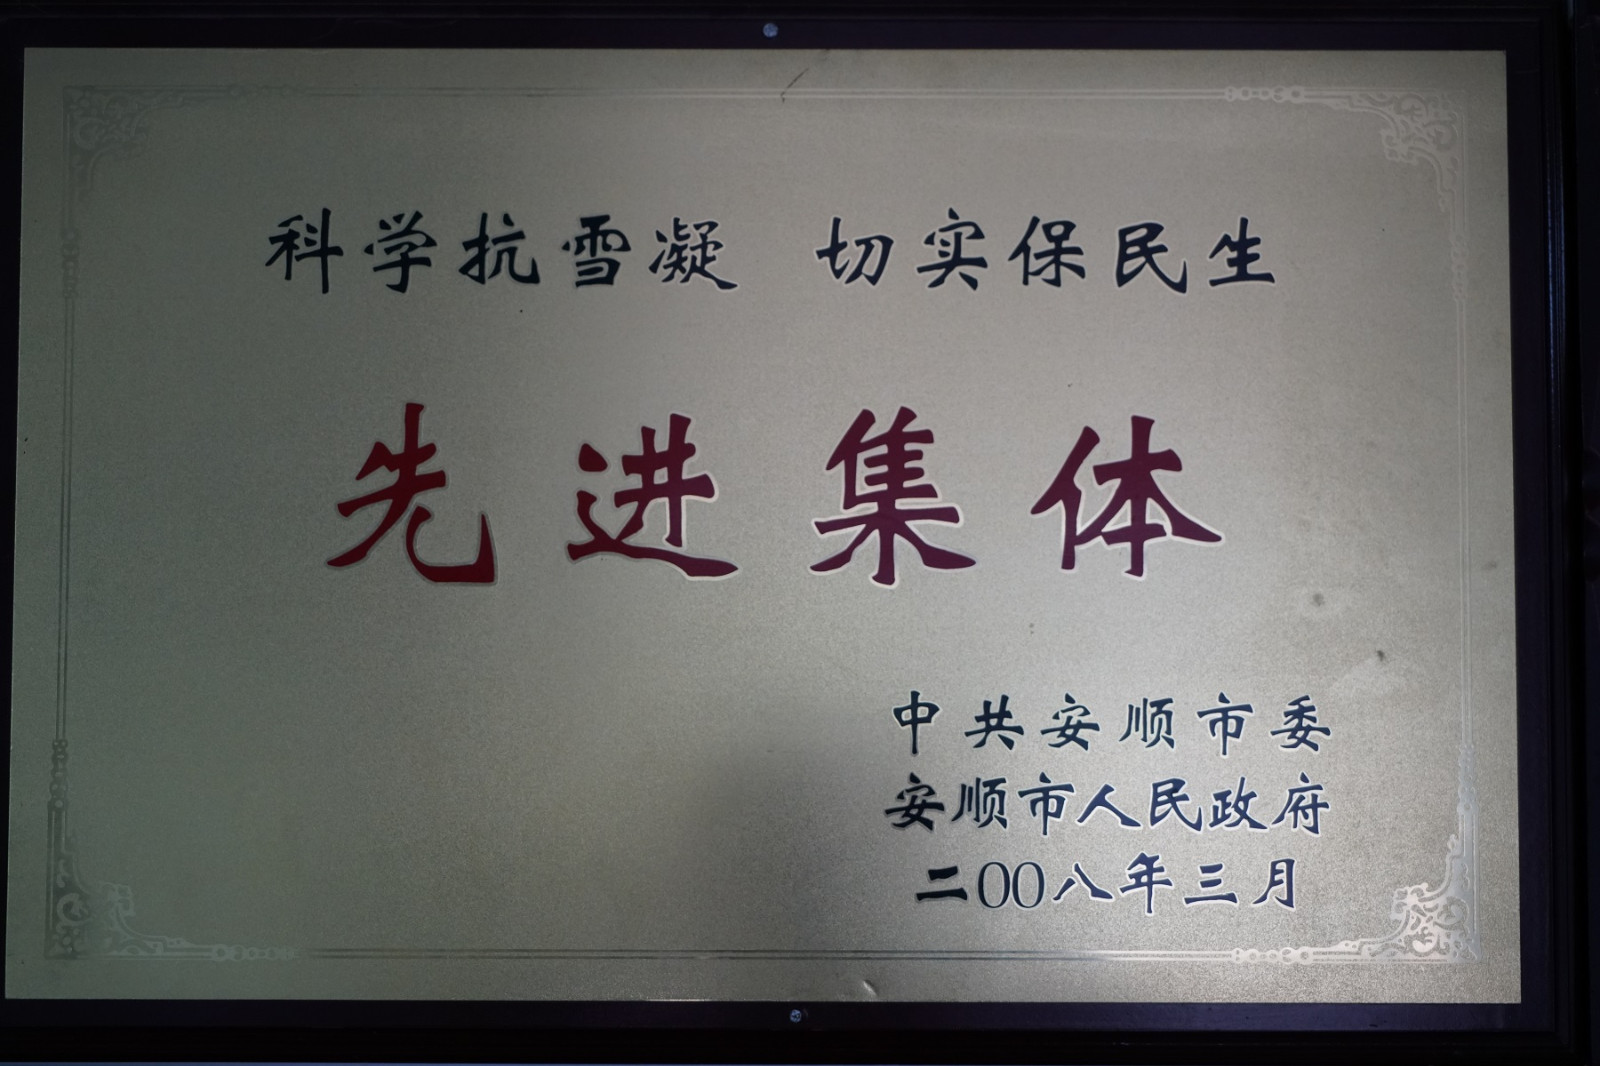 科学抗雪凝 切实保民生
先进集体
中共安顺市委
安顺市人民政府
二00八年三月